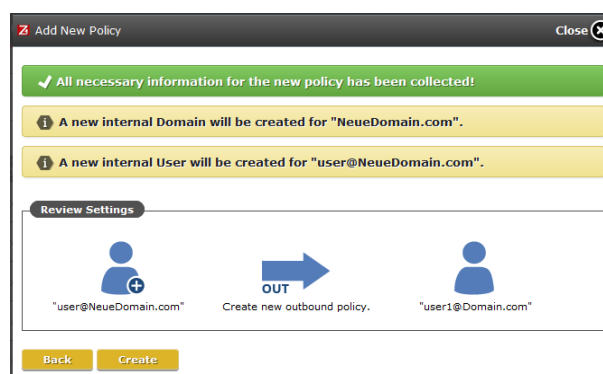 Z Add New Policy
Close
All necessary information for the new policy has been collected!
A new internal Domain will be created for "NeueDomain.com".
A new internal User will be created for "user@NeueDomain.com".
Review Settings
OUT
"user@NeueDomain.com"
Create new outbound policy.
"user1@Domain.com"
Back
Create